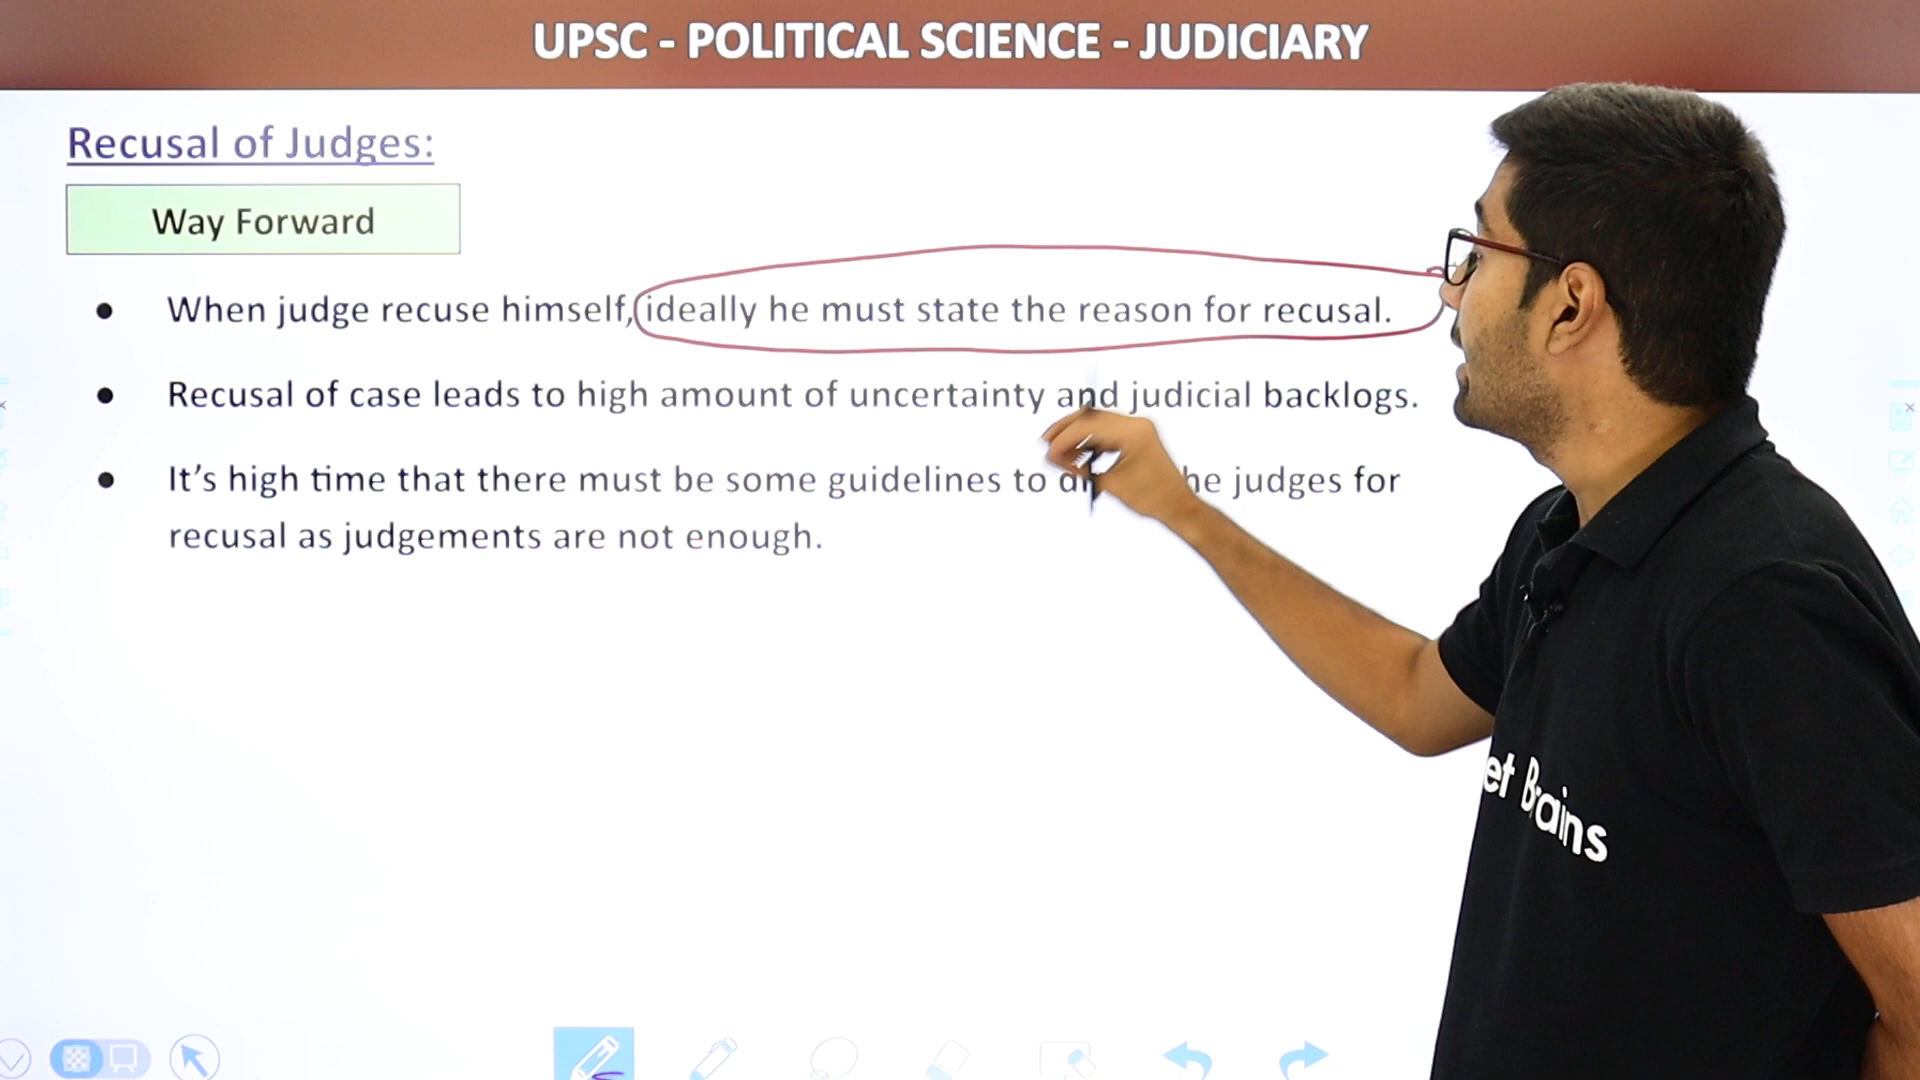 UPSC - POLITICAL SCIENCE - JUDICIARY
Recusal of Judges:
Way Forward
• When judge recuse himself, ideally he must state the reason for recusal.
• Recusal of case leads to high amount of uncertainty and judicial backlogs.
• It's high time that there must be some guidelines to judges for
recusal as judgements are not enough.
et Brains